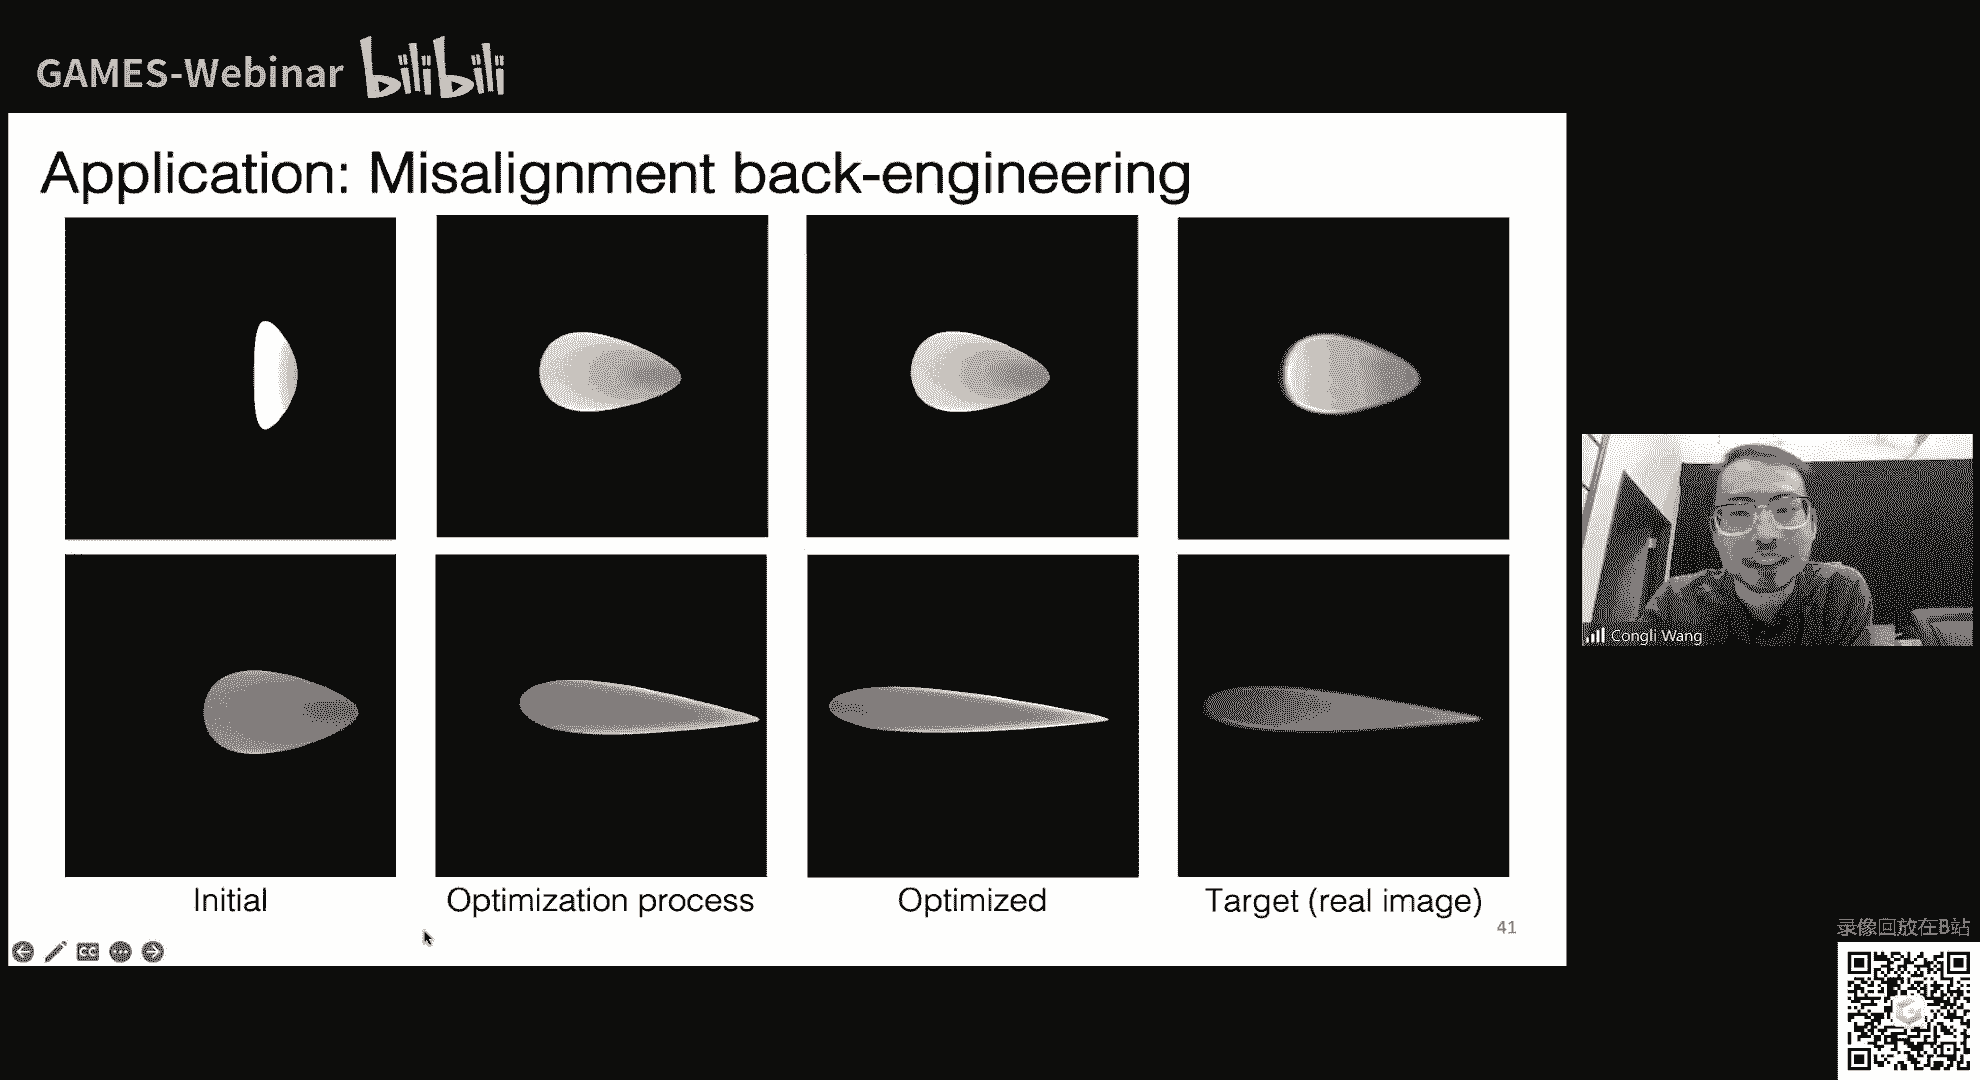 GAMES-Webinar bilibili
Application: Misalignment back-engineering
Congli Wang
Initial
Optimization process
Optimized
Target (real image)
41
CC
录像回放在B站